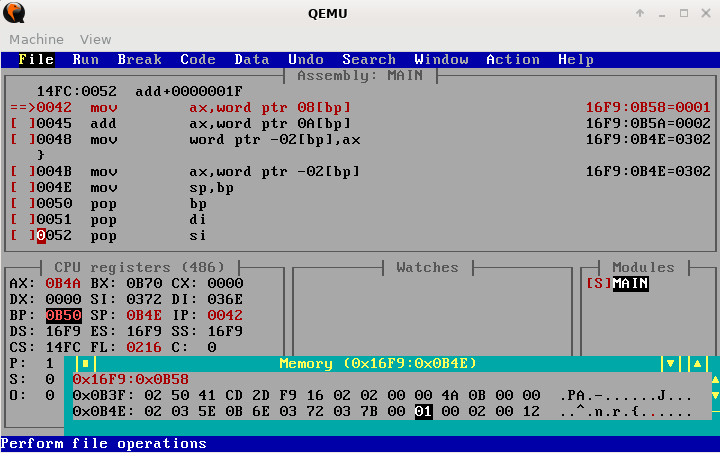 QEMU
Machine View
File Run Break Code Data Undo Search Window Action Help
Assembly: MAIN
14FC:0052 add+0000001F
==>0042 mov ax,word ptr 08[bp] 16F9:0B58=0001
[ ]0045 add ax,word ptr 0A[bp] 16F9:0B5A=0002
[ ]0048 mov word ptr -02[bp],ax 16F9:0B4E=0302
}
[ ]004B mov ax,word ptr -02[bp] 16F9:0B4E=0302
[ ]004E mov sp,bp
[ ]0050 pop bp
[ ]0051 pop di
[ ]0052 pop si
CPU registers (486)
AX: 0B4A BX: 0B70 CX: 0000
DX: 0000 SI: 0372 DI: 036E
BP: 0B50 SP: 0B4E IP: 0042
DS: 16F9 ES: 16F9 SS: 16F9
CS: 14FC FL: 0216 C: 0
P: 1
S: 0
O: 0
Watches
Modules
[S]MAIN
Memory (0x16F9:0x0B4E)
0x16F9:0x0B58
0x0B3F: 02 50 41 CD 2D F9 16 02 02 00 00 4A 0B 00 00 .PA.-......J...
0x0B4E: 02 03 5E 0B 6E 03 72 03 7B 00 01 00 02 00 12 ..^.n.r.{......
Perform file operations